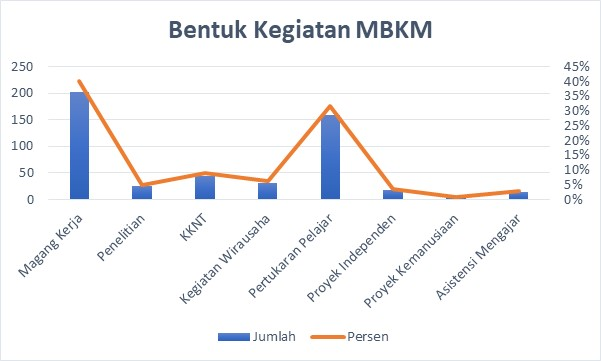 Bentuk Kegiatan MBKM
250
200
150
100
50
0
45%
40%
35%
30%
25%
20%
15%
10%
5%
0%
Magang Kerja
Penelitian
KKNT
Kegiatan Wirausaha
Pertukaran Pelajar
Proyek Independen
Proyek Kemanusiaan
Asistensi Mengajar
Jumlah
Persen